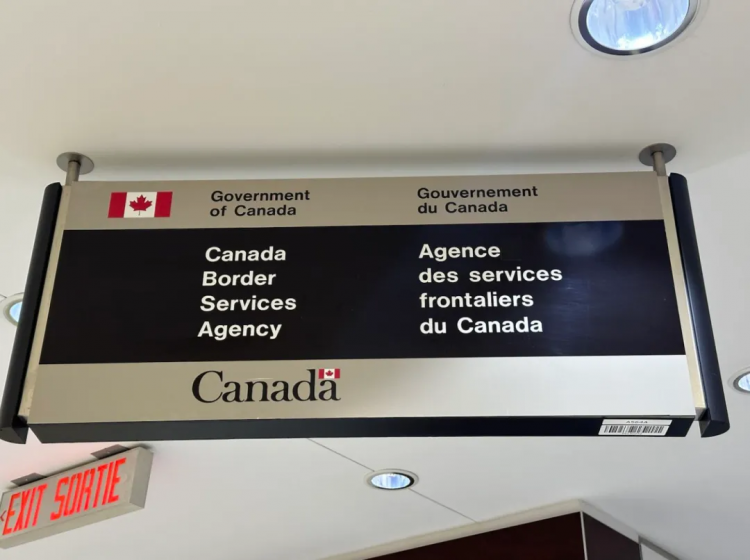 Government
of Canada
Gouvernement
du Canada
Canada
Border
Services
Agency
Agence
des services
frontaliers
du Canada
Canada
EXIT SORTIE